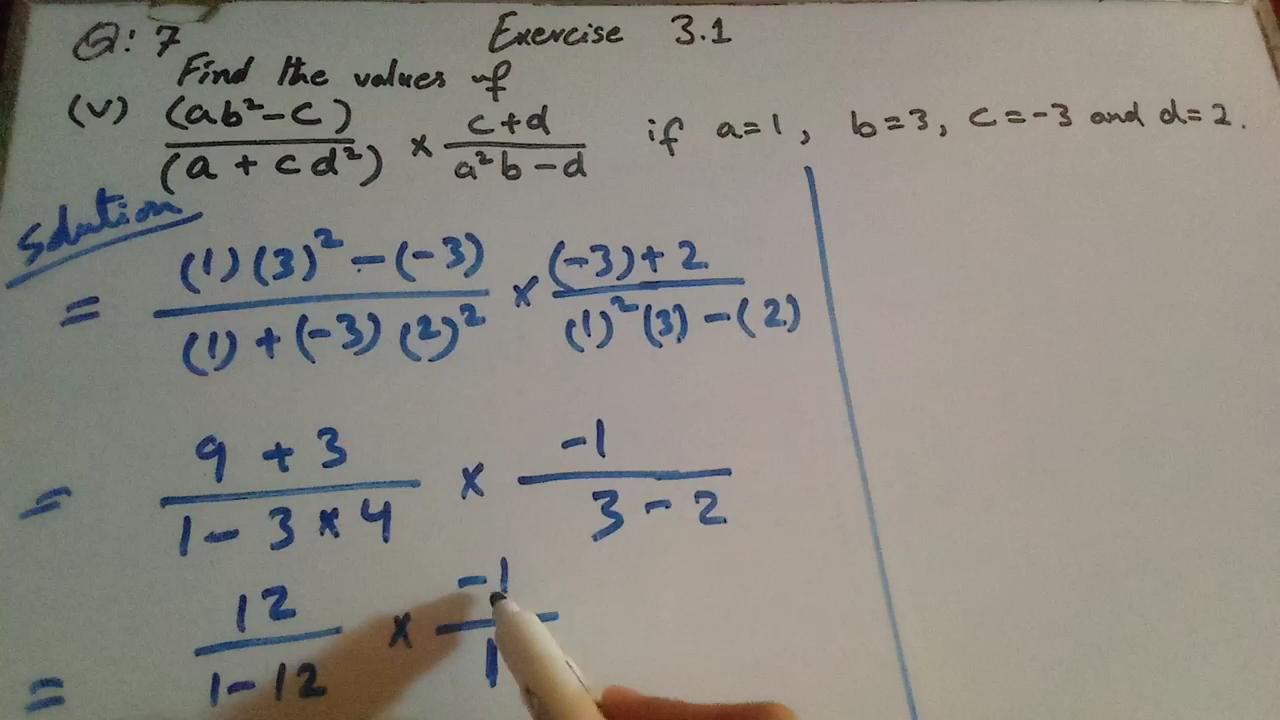 Q: 7 Exercise 3.1
Find the values of
(v) (ab²-c)/(a + cd²) × c+d/a²b-d if a=1, b=3, c=-3 and d=2.
Solution
= (1)(3)²-(-3)/(1)+(-3)(2)² × (-3)+2/(1)²(3)-(2)
= 9+3/1-3×4 × -1/3-2
= 12/1-12 × -1/1